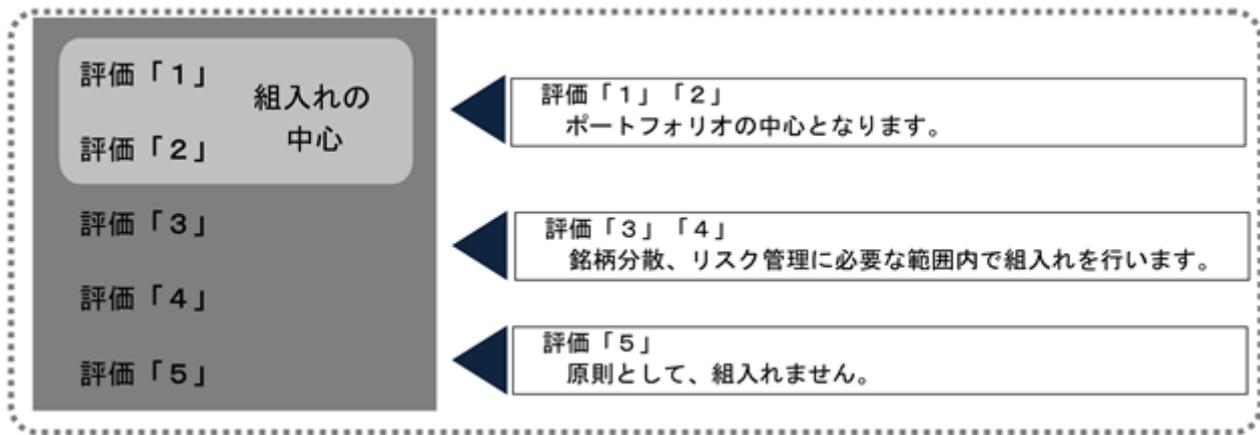 評価「１」
組入れの
中心
評価「２」
評価「３」
評価「４」
評価「５」
評価「１」「２」
ポートフォリオの中心となります。
評価「３」「４」
銘柄分散、リスク管理に必要な範囲内で組入れを行います。
評価「５」
原則として、組入れません。